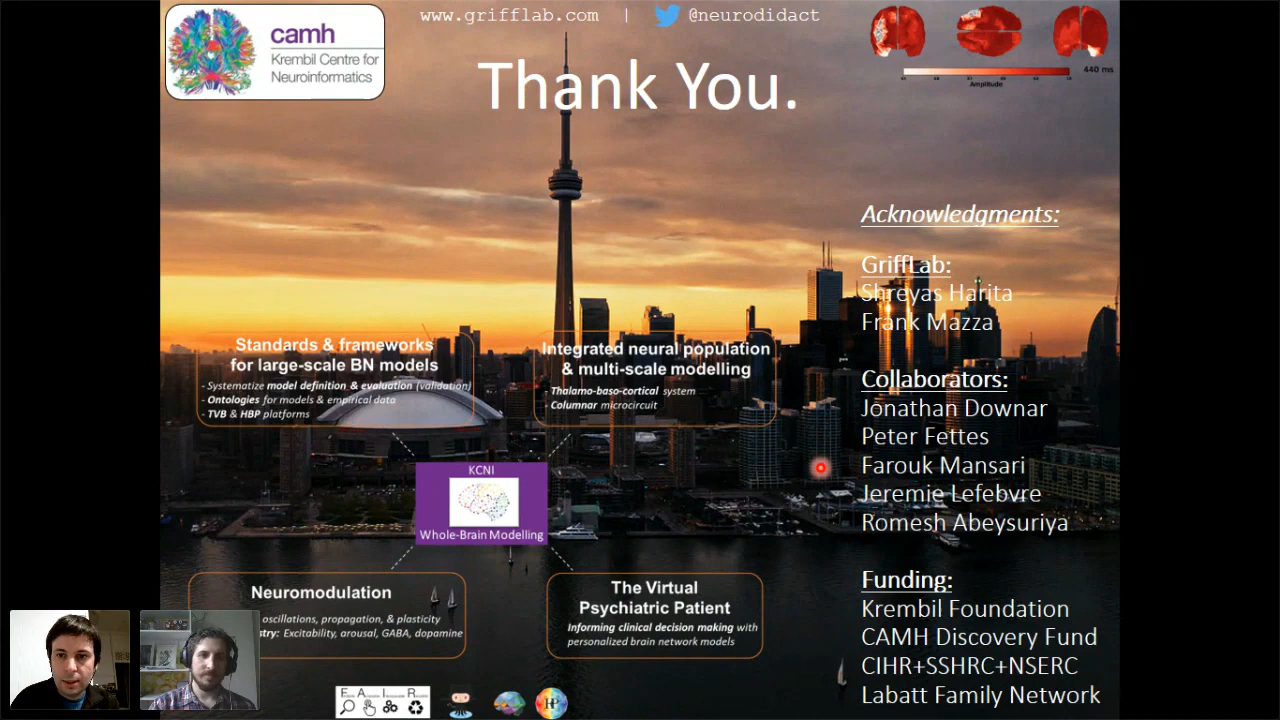 www.grifflab.com | @neurodidact
camh
Krembil Centre for
Neuroinformatics
440 ms
Amplitude
Thank You.
Acknowledgments:
GriffLab:
Shreyas Harita
Frank Mazza
Collaborators:
Jonathan Downar
Peter Fettes
Farouk Mansari
Jeremie Lefebvre
Romesh Abeysuriya
Funding:
Krembil Foundation
CAMH Discovery Fund
CIHR+SSHRC+NSERC
Labatt Family Network
Standards & frameworks
for large-scale BN models
- Systematize model definition & evaluation (validation)
- Ontologies for models & empirical data
- TVB & HBP platforms
Integrated neural population
& multi-scale modelling
- Thalamo-baso-cortical system
- Columnar microcircuit
KCNI
Whole-Brain Modelling
Neuromodulation
oscillations, propagation, & plasticity
stry: Excitability, arousal, GABA, dopamine
The Virtual
Psychiatric Patient
Informing clinical decision making with
personalized brain network models
F A I R
HP